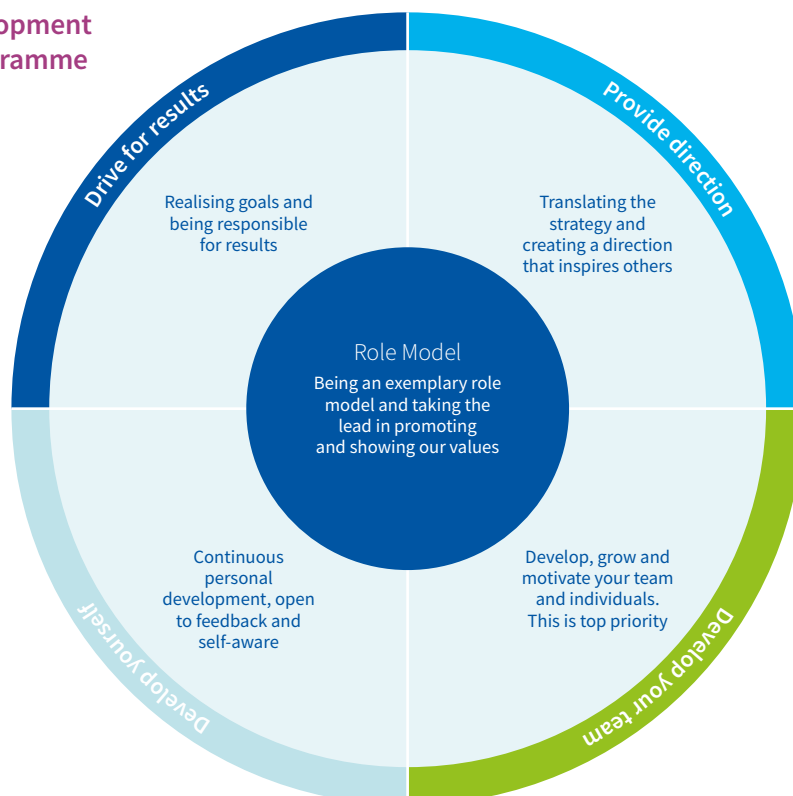 opment
ramme
Drive for results
Provide direction
Realising goals and
being responsible
for results
Translating the
strategy and
creating a direction
that inspires others
Role Model
Being an exemplary role
model and taking the
lead in promoting
and showing our values
Continuous
personal
development, open
to feedback and
self-aware
Develop, grow and
motivate your team
and individuals.
This is top priority
Develop yourself
Develop your team